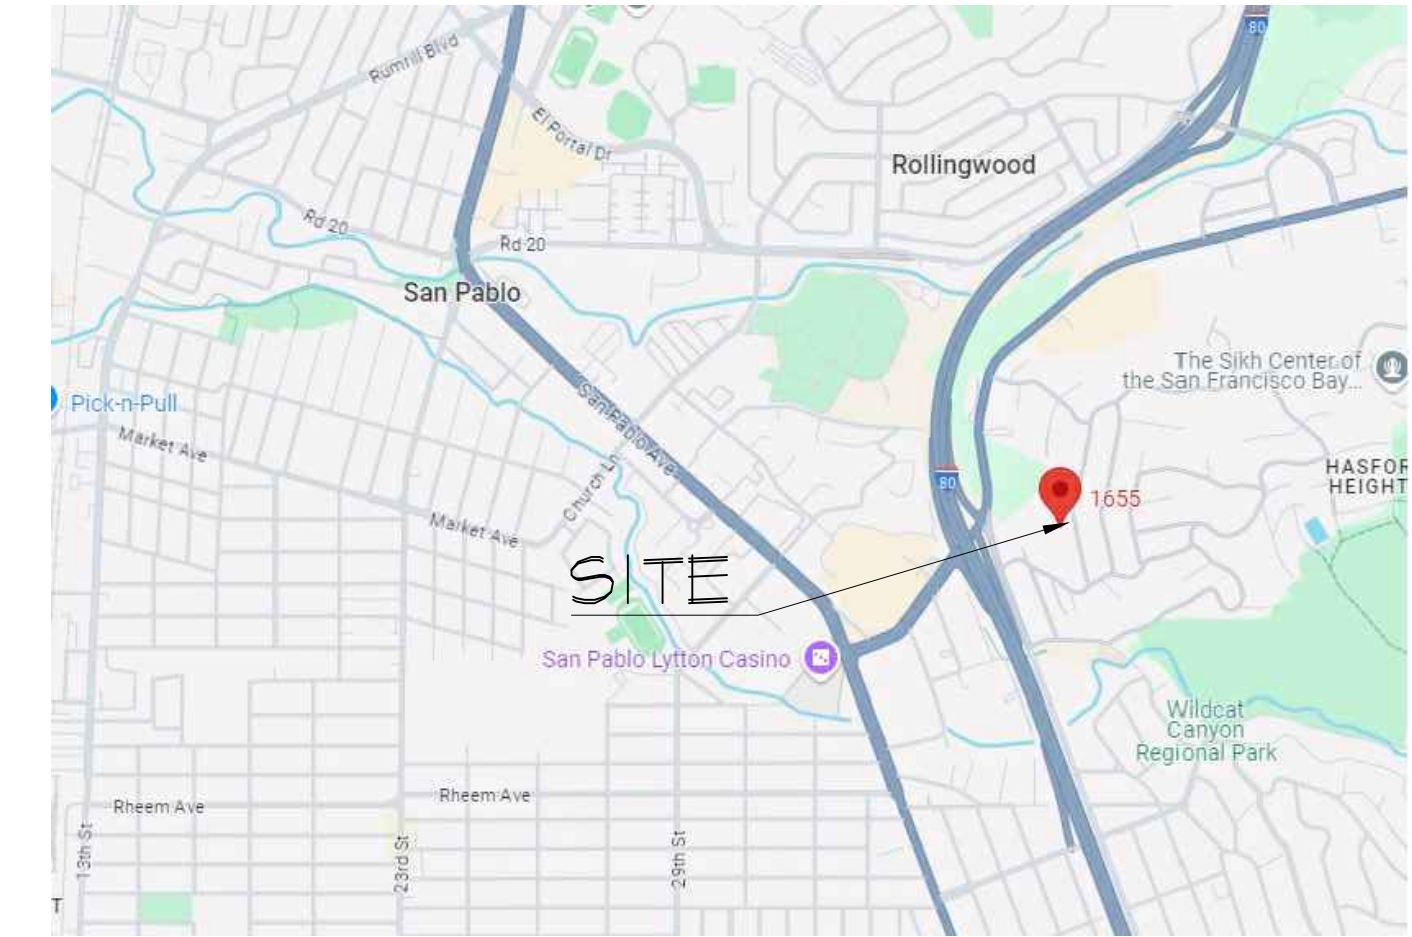 80
Rumrill Blvd
El Portal Dr
Rollingwood
Rd 20
Rd 20
San Pablo
The Sikh Center of
the San Francisco Bay...
Pick-n-Pull
San Pablo Ave
Market Ave
Church Ln
HASFOR
HEIGHT
80
1655
Market Ave
SITE
San Pablo Lytton Casino
Wildcat
Canyon
Regional Park
Rheem Ave
Rheem Ave
13th St
23rd St
29th St
T